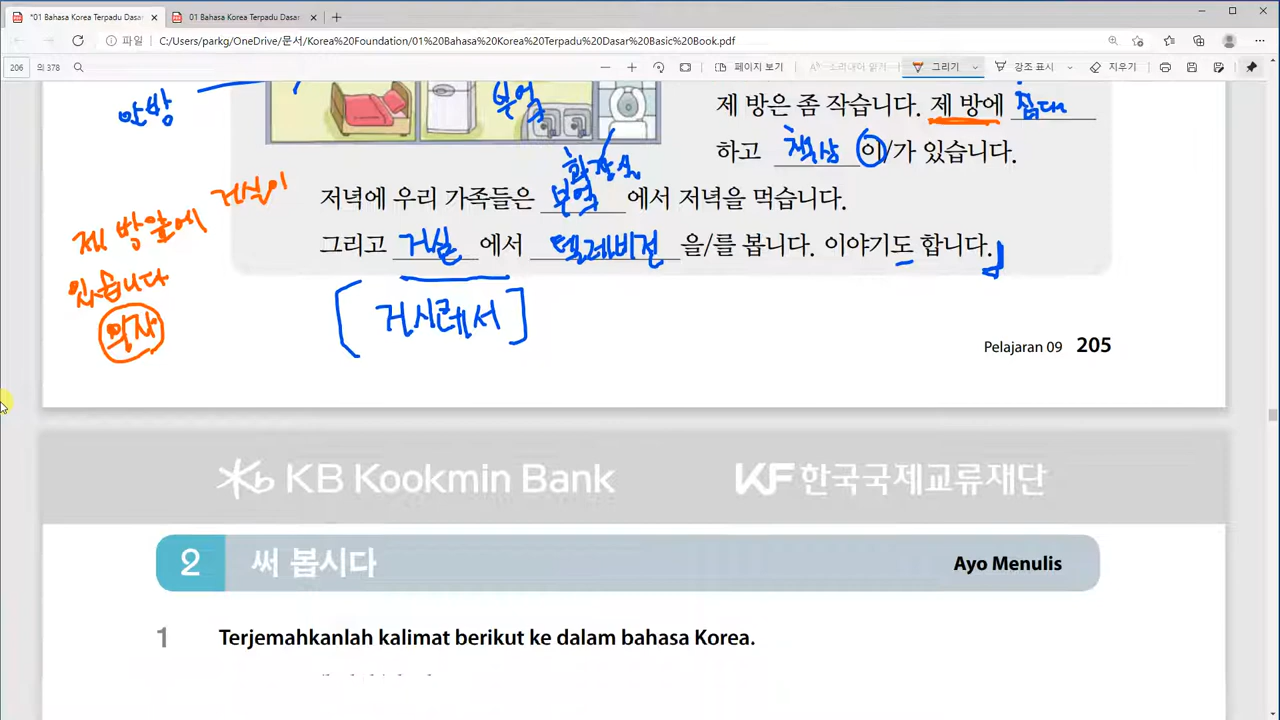 *01 Bahasa Korea Terpadu Dasar
01 Bahasa Korea Terpadu Dasar
파일 C:/Users/parkg/OneDrive/문서/Korea%20Foundation/01%20Bahasa%20Korea%20Terpadu%20Dasar%20Basic%20Book.pdf
206 의 378 페이지 보기 소리내어 읽기 그리기 강조 표시 지우기
안방
부엌
화장실
제 방은 좀 작습니다. 제 방에 침대
하고 책상 이/가 있습니다.
저녁에 우리 가족들은 부엌 에서 저녁을 먹습니다.
그리고 거실 에서 텔레비전 을/를 봅니다. 이야기도 합니다.
제 방 앞에 거실이
있습니다
의자
[거시레서]
Pelajaran 09 205
KB Kookmin Bank KF 한국국제교류재단
2 써 봅시다 Ayo Menulis
1 Terjemahkanlah kalimat berikut ke dalam bahasa Korea.